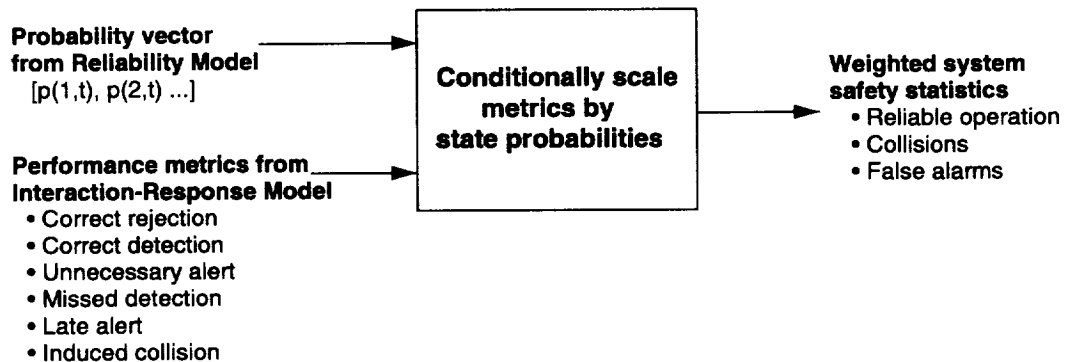 Probability vector
from Reliability Model
[p(1,t), p(2,t) ...]
Performance metrics from
Interaction-Response Model
• Correct rejection
• Correct detection
• Unnecessary alert
• Missed detection
• Late alert
• Induced collision
Conditionally scale
metrics by
state probabilities
Weighted system
safety statistics
• Reliable operation
• Collisions
• False alarms